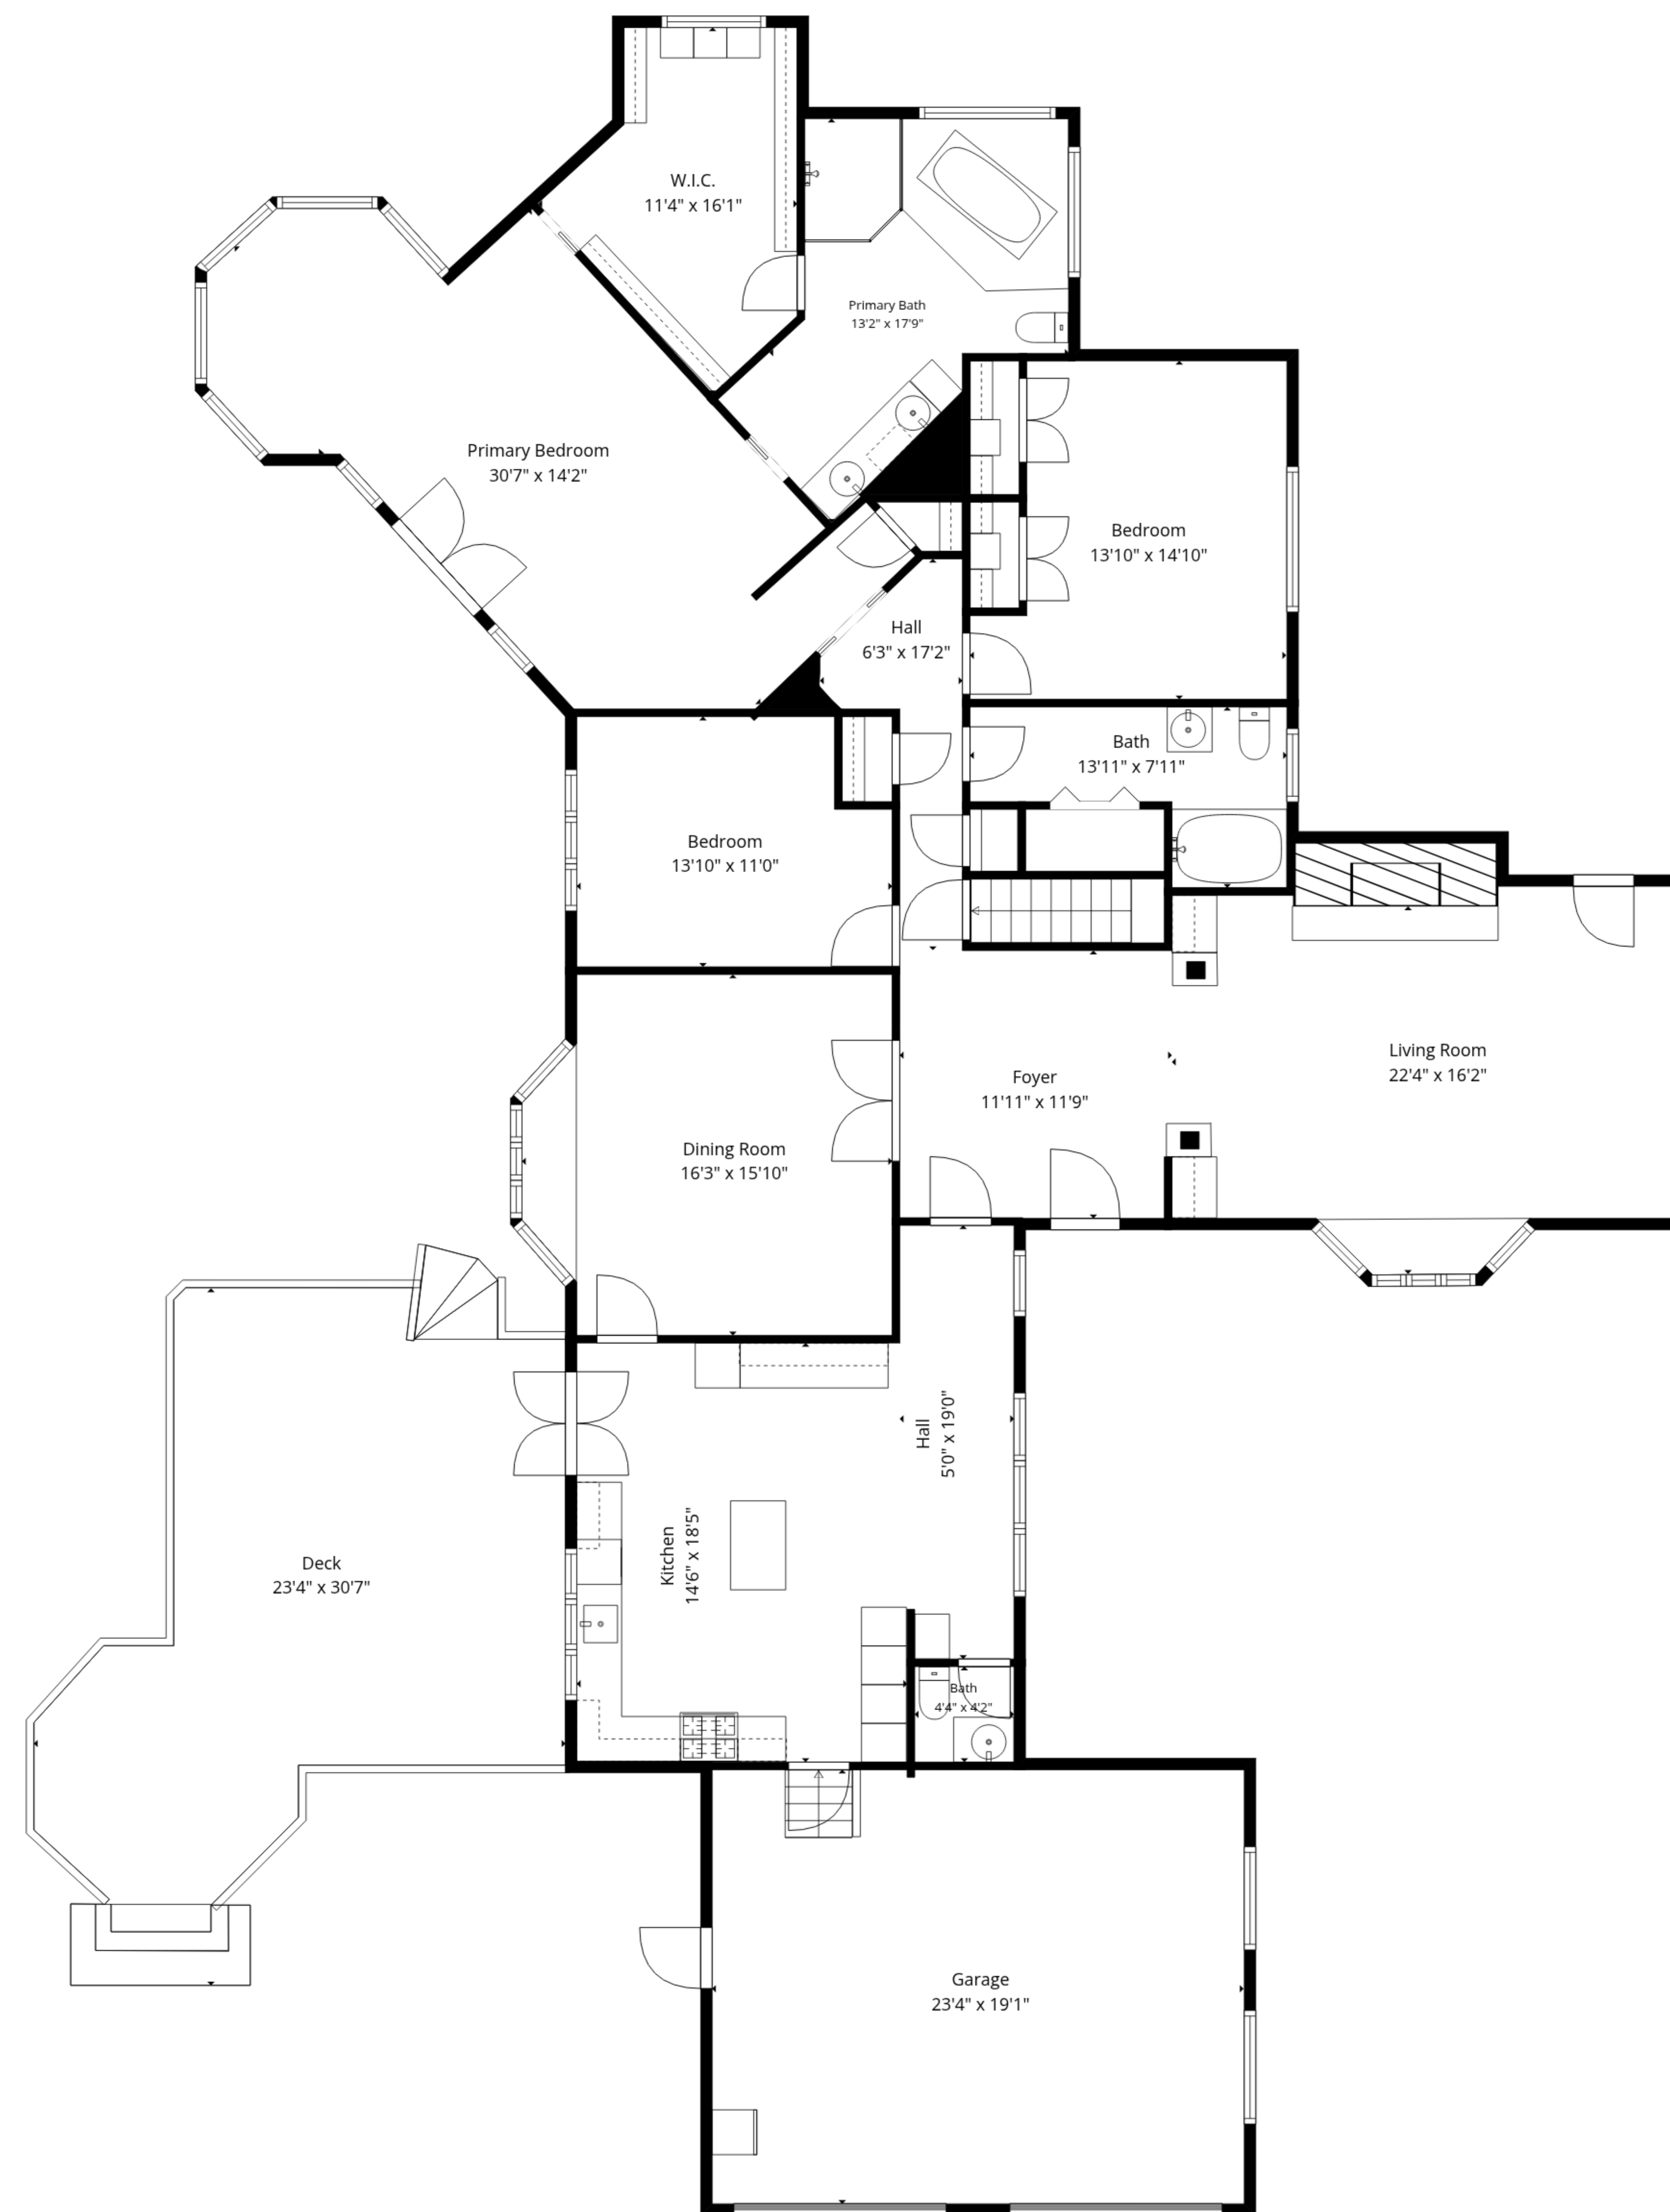 W.I.C.
11'4" x 16'1"
Primary Bath
13'2" x 17'9"
Primary Bedroom
30'7" x 14'2"
Bedroom
13'10" x 14'10"
Hall
6'3" x 17'2"
Bath
13'11" x 7'11"
Bedroom
13'10" x 11'0"
Living Room
22'4" x 16'2"
Foyer
11'11" x 11'9"
Dining Room
16'3" x 15'10"
Hall
5'0" x 19'0"
Kitchen
14'6" x 18'5"
Deck
23'4" x 30'7"
Bath
4'4" x 4'2"
Garage
23'4" x 19'1"